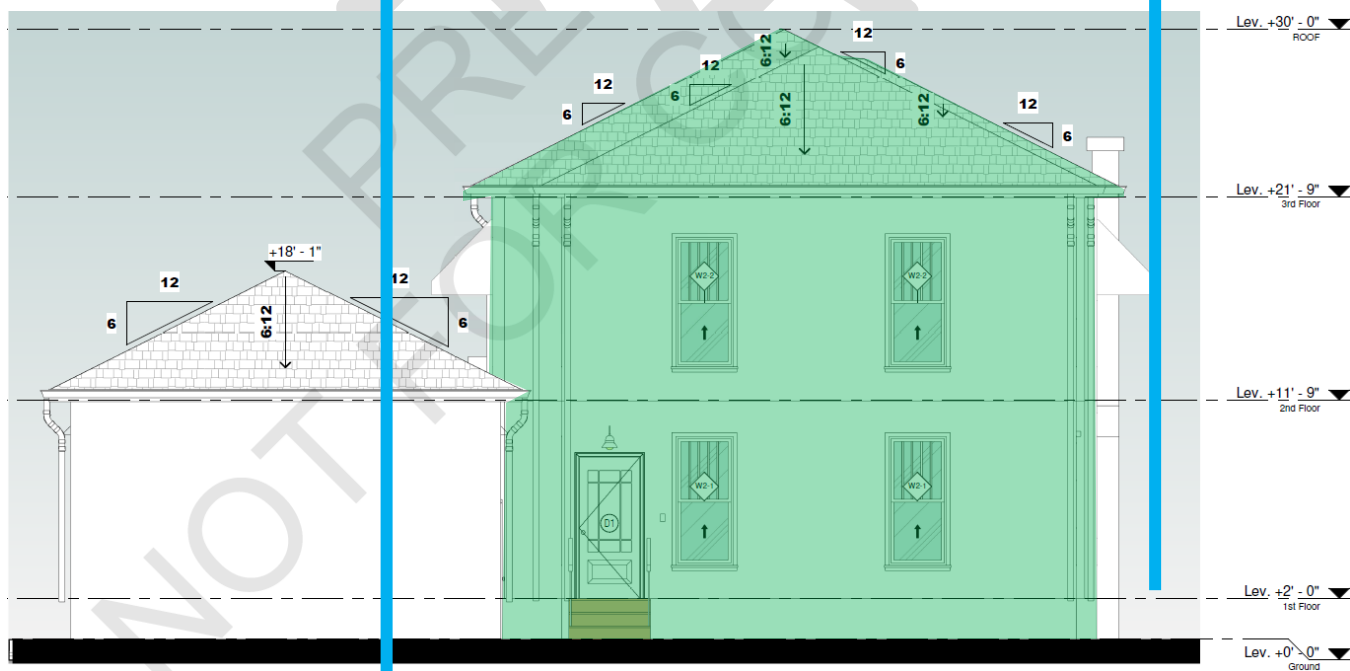 Lev. +30' - 0"
ROOF
12
6:12
6
12
6
12
6
6:12
6:12
12
6
Lev. +21' - 9"
3rd Floor
+18' - 1"
12
6
6:12
12
6
W2-2
W2-2
Lev. +11' - 9"
2nd Floor
W2-1
W2-1
D1
Lev. +2' - 0"
1st Floor
Lev. +0' - 0"
Ground
NOT FOR CO
PRE